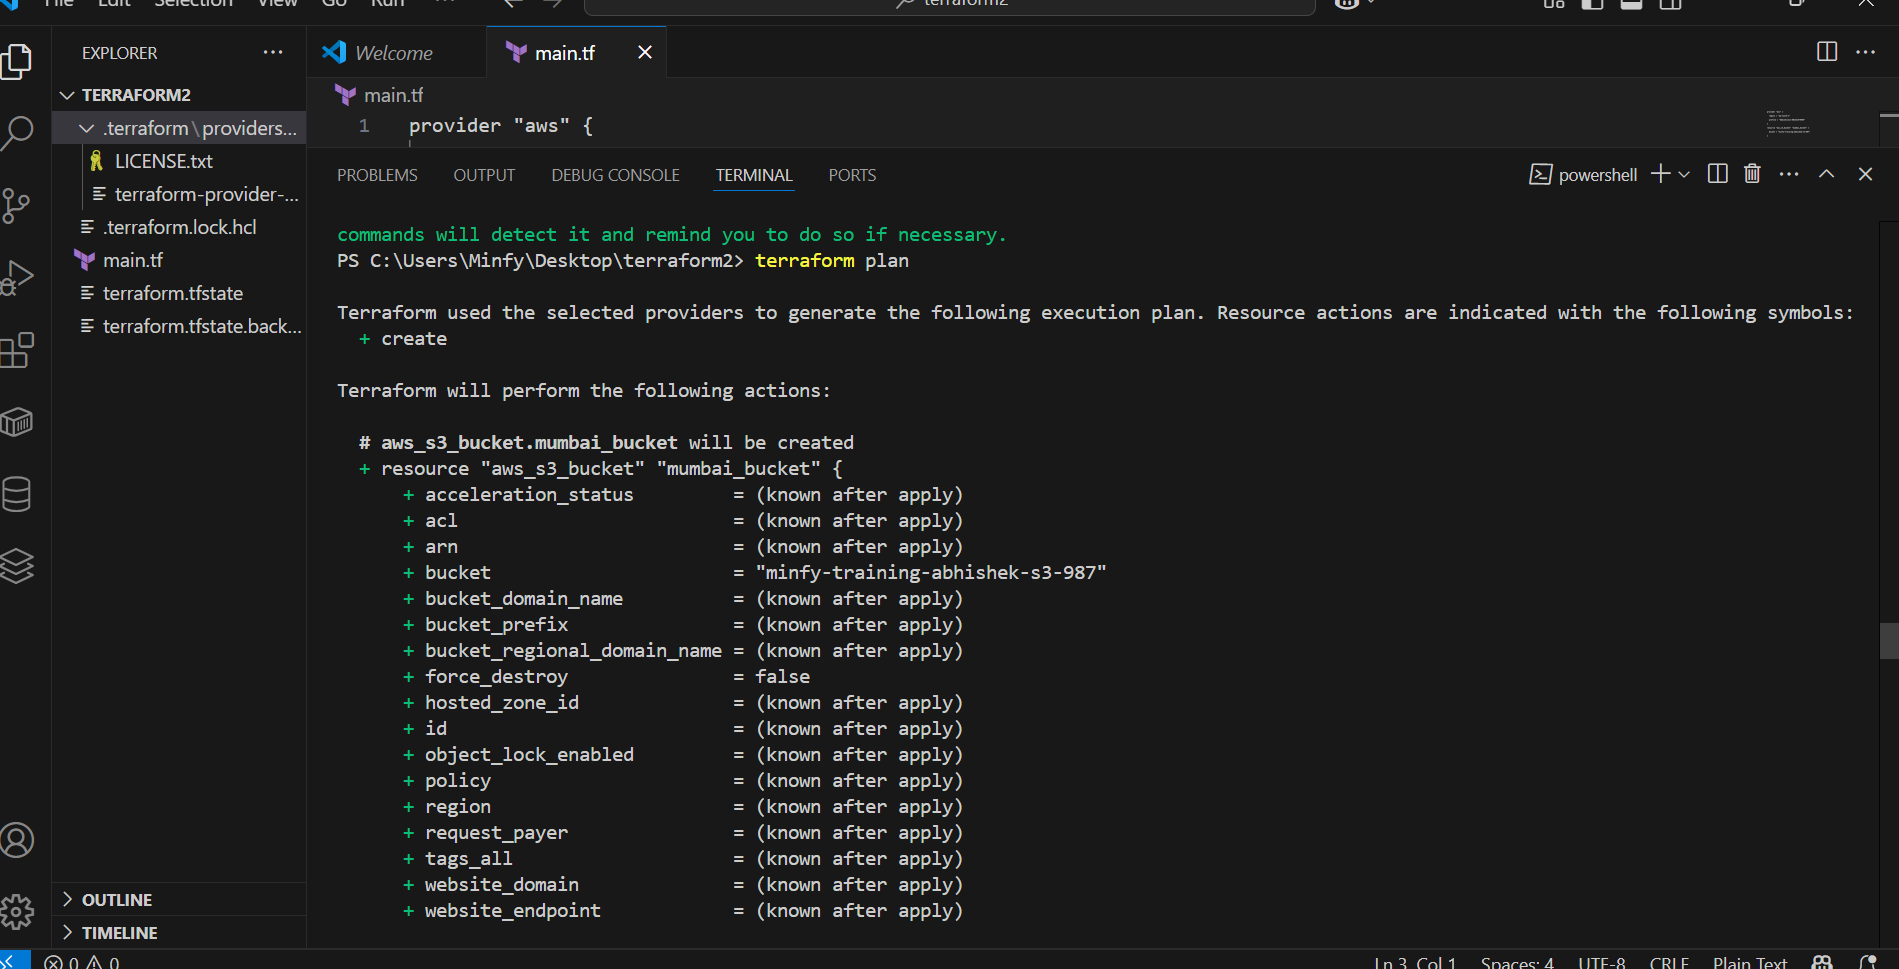 File Edit Selection View Go Run ...
terraform2
EXPLORER
TERRAFORM2
.terraform\providers...
LICENSE.txt
terraform-provider-...
.terraform.lock.hcl
main.tf
terraform.tfstate
terraform.tfstate.back...
OUTLINE
TIMELINE
Welcome
main.tf
main.tf
1 provider "aws" {
PROBLEMS OUTPUT DEBUG CONSOLE TERMINAL PORTS
powershell
commands will detect it and remind you to do so if necessary.
PS C:\Users\Minfy\Desktop\terraform2> terraform plan
Terraform used the selected providers to generate the following execution plan. Resource actions are indicated with the following symbols:
+ create
Terraform will perform the following actions:
# aws_s3_bucket.mumbai_bucket will be created
+ resource "aws_s3_bucket" "mumbai_bucket" {
+ acceleration_status = (known after apply)
+ acl = (known after apply)
+ arn = (known after apply)
+ bucket = "minfy-training-abhishek-s3-987"
+ bucket_domain_name = (known after apply)
+ bucket_prefix = (known after apply)
+ bucket_regional_domain_name = (known after apply)
+ force_destroy = false
+ hosted_zone_id = (known after apply)
+ id = (known after apply)
+ object_lock_enabled = (known after apply)
+ policy = (known after apply)
+ region = (known after apply)
+ request_payer = (known after apply)
+ tags_all = (known after apply)
+ website_domain = (known after apply)
+ website_endpoint = (known after apply)
0 0
Ln 3, Col 1 Spaces: 4 UTF-8 CRLF Plain Text